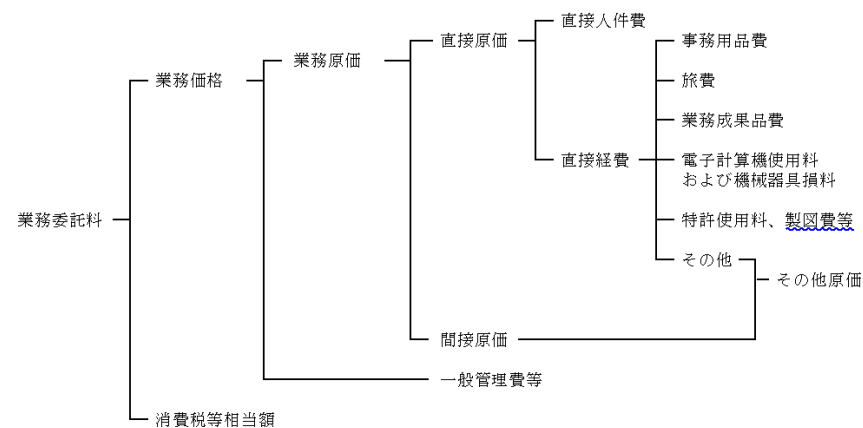 直接人件費
直接原価
事務用品費
業務原価
業務価格
旅費
業務成果品費
直接経費
電子計算機使用料
および機械器具損料
業務委託料
特許使用料、製図費等
その他
その他原価
間接原価
一般管理費等
消費税等相当額